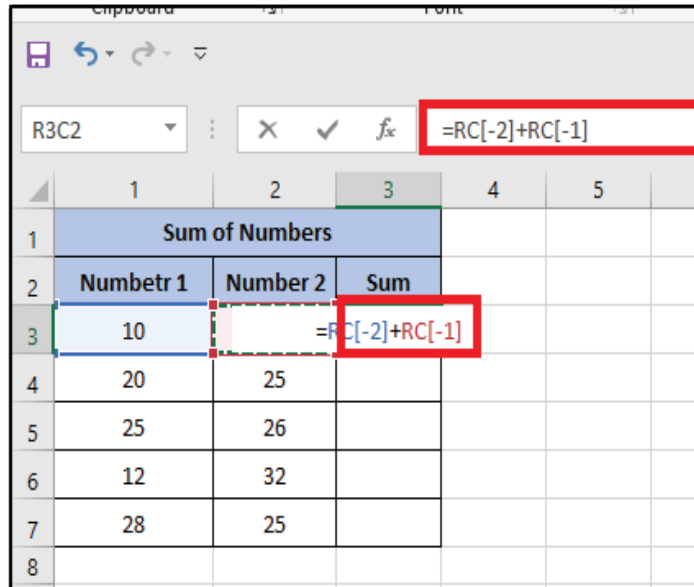 Clipboard Font
R3C2 fx =RC[-2]+RC[-1]
1 2 3 4 5
1 Sum of Numbers
2 Numbetr 1 Number 2 Sum
3 10 =RC[-2]+RC[-1]
4 20 25
5 25 26
6 12 32
7 28 25
8